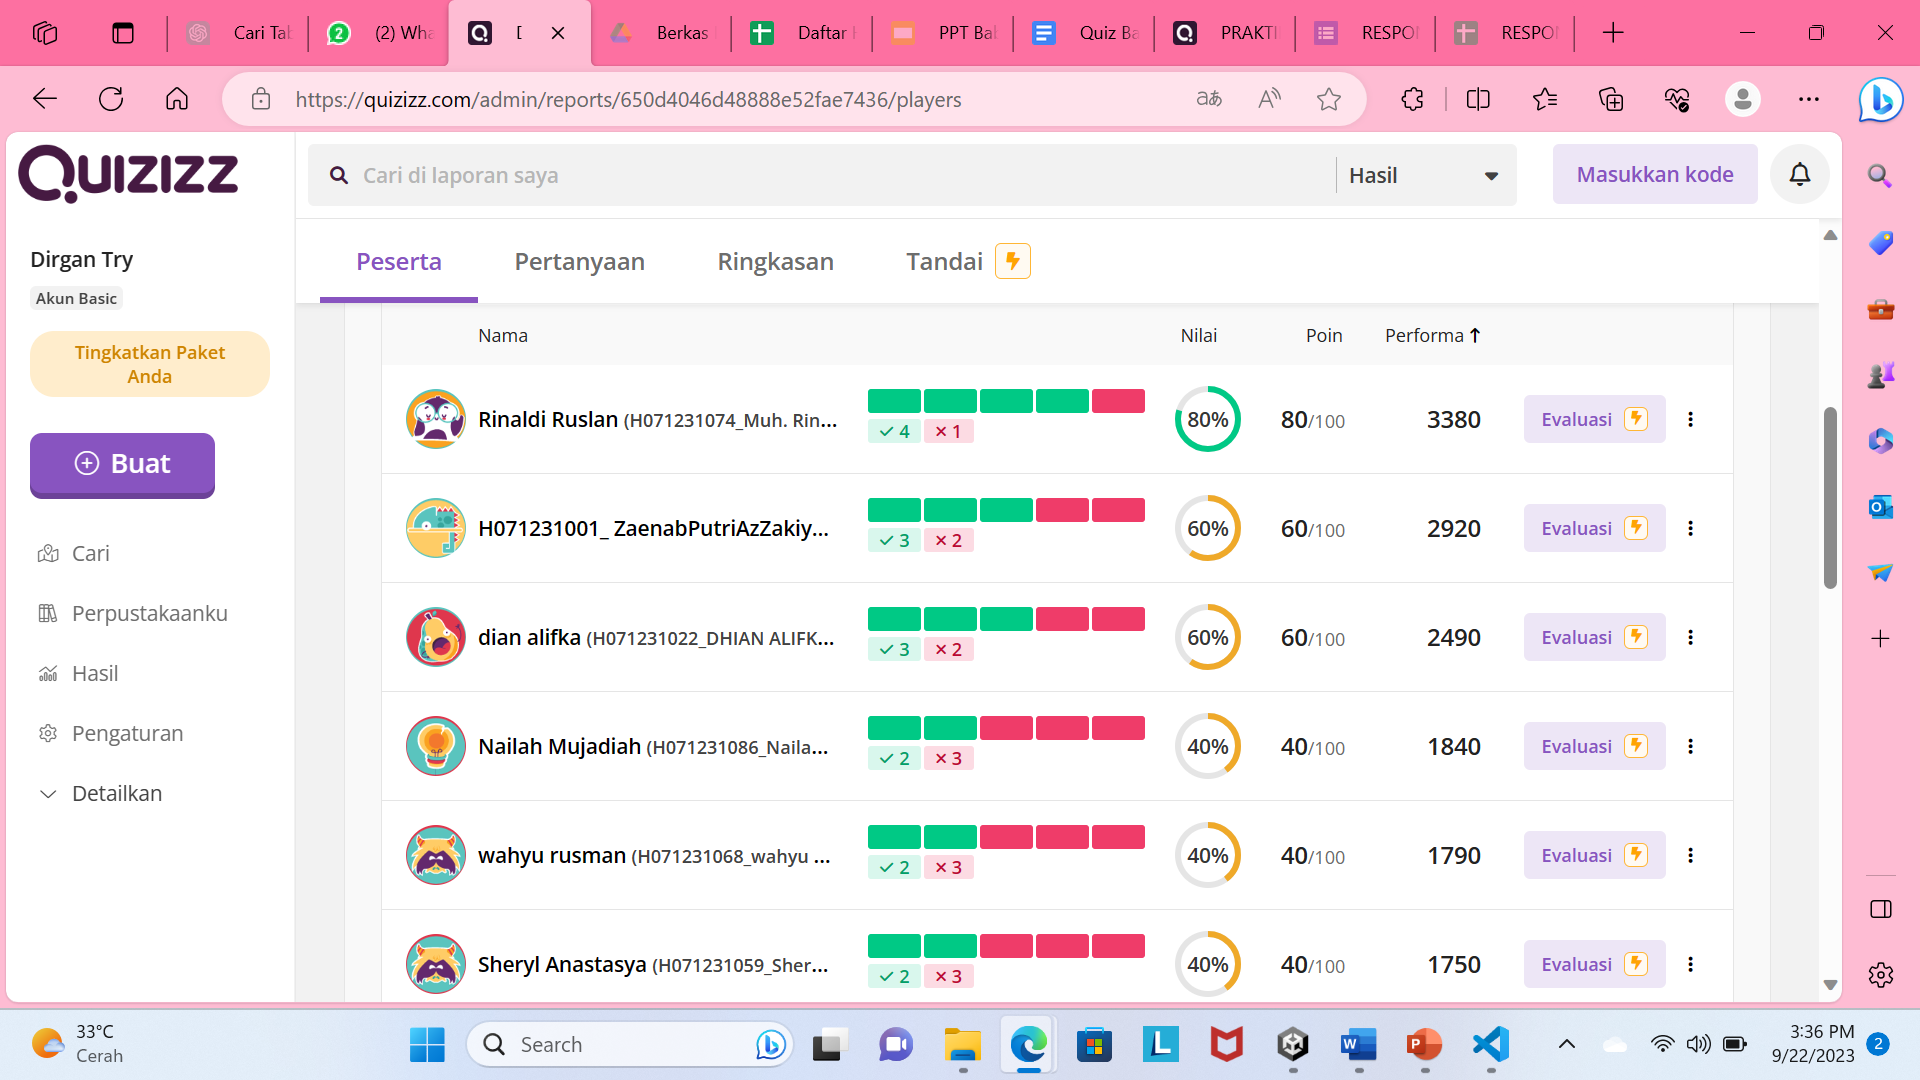 Cari Tab
2 (2) Wha
D
Berkas
Daftar
PPT Bab
Quiz Ba
PRAKTI
RESPO
RESPO
https://quizizz.com/admin/reports/650d4046d48888e52fae7436/players
QUIZIZZ
Cari di laporan saya
Hasil
Masukkan kode
Dirgan Try
Akun Basic
Tingkatkan Paket
Anda
Buat
Cari
Perpustakaanku
Hasil
Pengaturan
Detailkan
Peserta Pertanyaan Ringkasan Tandai
Nama Nilai Poin Performa ↑
Rinaldi Ruslan (H071231074_Muh. Rin... ✓ 4 ✕ 1 80% 80/100 3380 Evaluasi
H071231001_ ZaenabPutriAzZakiy... ✓ 3 ✕ 2 60% 60/100 2920 Evaluasi
dian alifka (H071231022_DHIAN ALIFK... ✓ 3 ✕ 2 60% 60/100 2490 Evaluasi
Nailah Mujadiah (H071231086_Naila... ✓ 2 ✕ 3 40% 40/100 1840 Evaluasi
wahyu rusman (H071231068_wahyu ... ✓ 2 ✕ 3 40% 40/100 1790 Evaluasi
Sheryl Anastasya (H071231059_Sher... ✓ 2 ✕ 3 40% 40/100 1750 Evaluasi
33°C
Cerah
Search
3:36 PM
9/22/2023
2